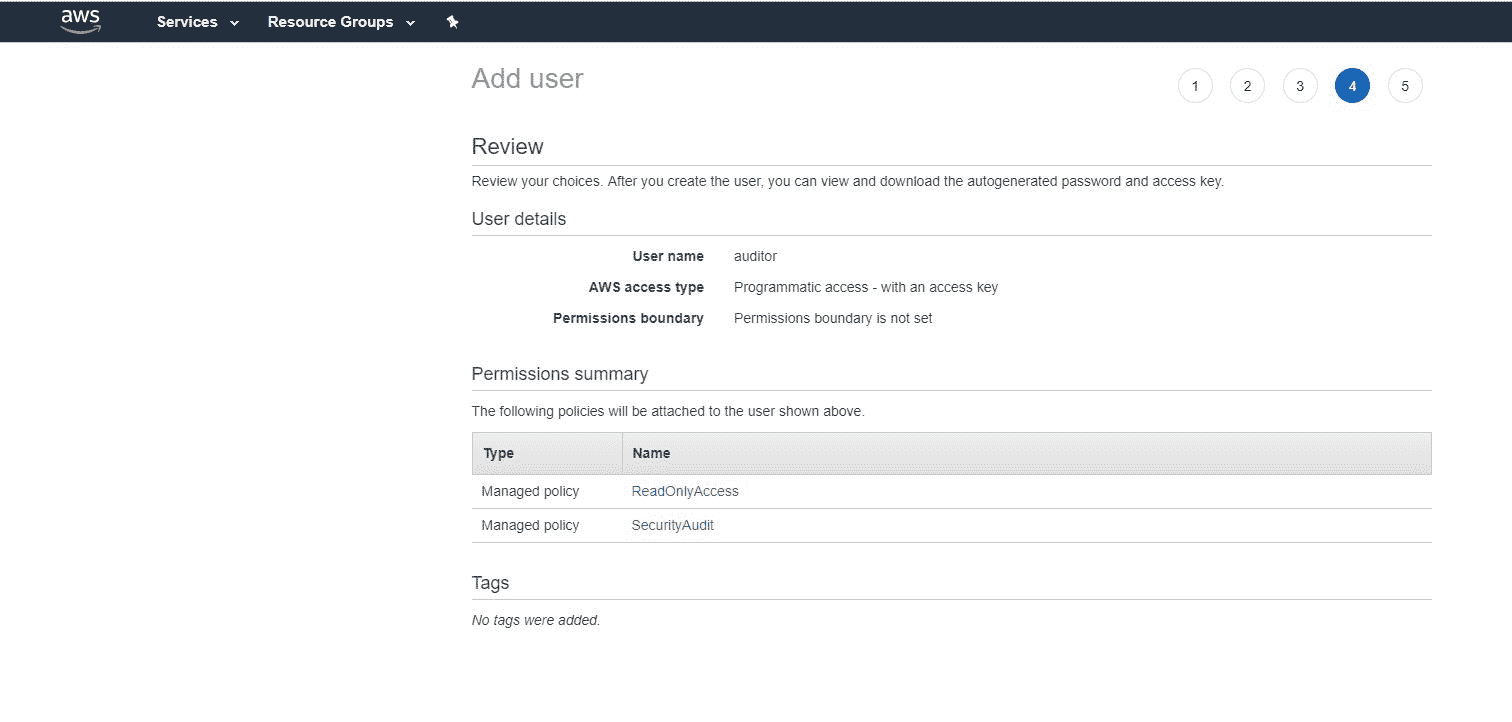 aws Services Resource Groups
Add user 1 2 3 4 5
Review
Review your choices. After you create the user, you can view and download the autogenerated password and access key.
User details
User name auditor
AWS access type Programmatic access - with an access key
Permissions boundary Permissions boundary is not set
Permissions summary
The following policies will be attached to the user shown above.
Type Name
Managed policy ReadOnlyAccess
Managed policy SecurityAudit
Tags
No tags were added.